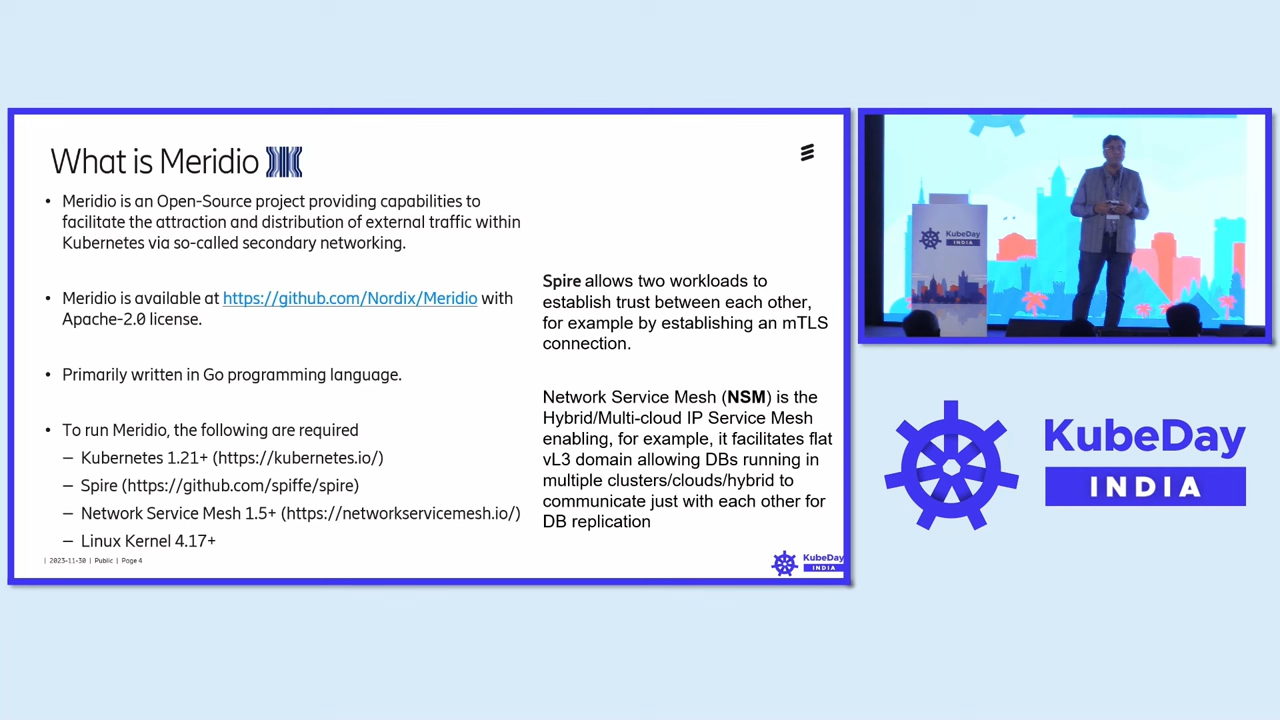 What is Meridio
• Meridio is an Open-Source project providing capabilities to
facilitate the attraction and distribution of external traffic within
Kubernetes via so-called secondary networking.
• Meridio is available at https://github.com/Nordix/Meridio with
Apache-2.0 license.
• Primarily written in Go programming language.
• To run Meridio, the following are required
– Kubernetes 1.21+ (https://kubernetes.io/)
– Spire (https://github.com/spiffe/spire)
– Network Service Mesh 1.5+ (https://networkservicemesh.io/)
– Linux Kernel 4.17+
Spire allows two workloads to
establish trust between each other,
for example by establishing an mTLS
connection.
Network Service Mesh (NSM) is the
Hybrid/Multi-cloud IP Service Mesh
enabling, for example, it facilitates flat
vL3 domain allowing DBs running in
multiple clusters/clouds/hybrid to
communicate just with each other for
DB replication
| 2023-11-30 | Public | Page 4
KubeDay
INDIA
KubeDay
INDIA
KubeDay
INDIA